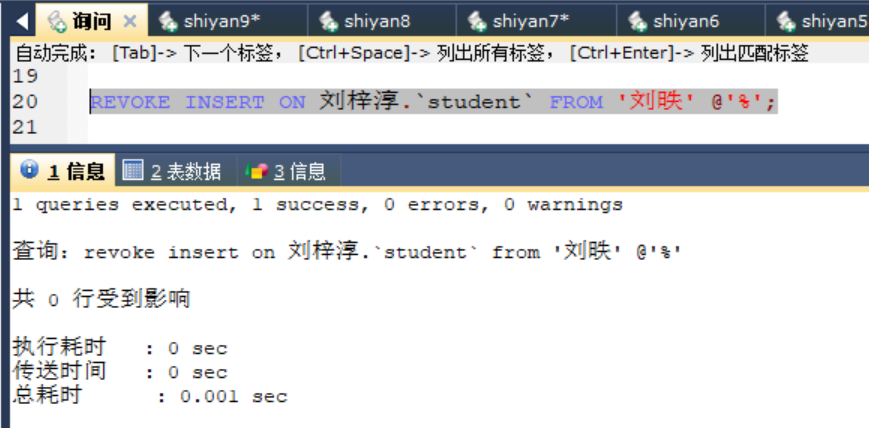 询问 shiyan9* shiyan8 shiyan7* shiyan6 shiyan5
自动完成: [Tab]-> 下一个标签, [Ctrl+Space]-> 列出所有标签, [Ctrl+Enter]-> 列出匹配标签
19
20 REVOKE INSERT ON 刘梓淳.`student` FROM '刘昳' @'%';
21
1 信息 2 表数据 3 信息
1 queries executed, 1 success, 0 errors, 0 warnings
查询: revoke insert on 刘梓淳.`student` from '刘昳' @'%'
共 0 行受到影响
执行耗时 : 0 sec
传送时间 : 0 sec
总耗时 : 0.001 sec